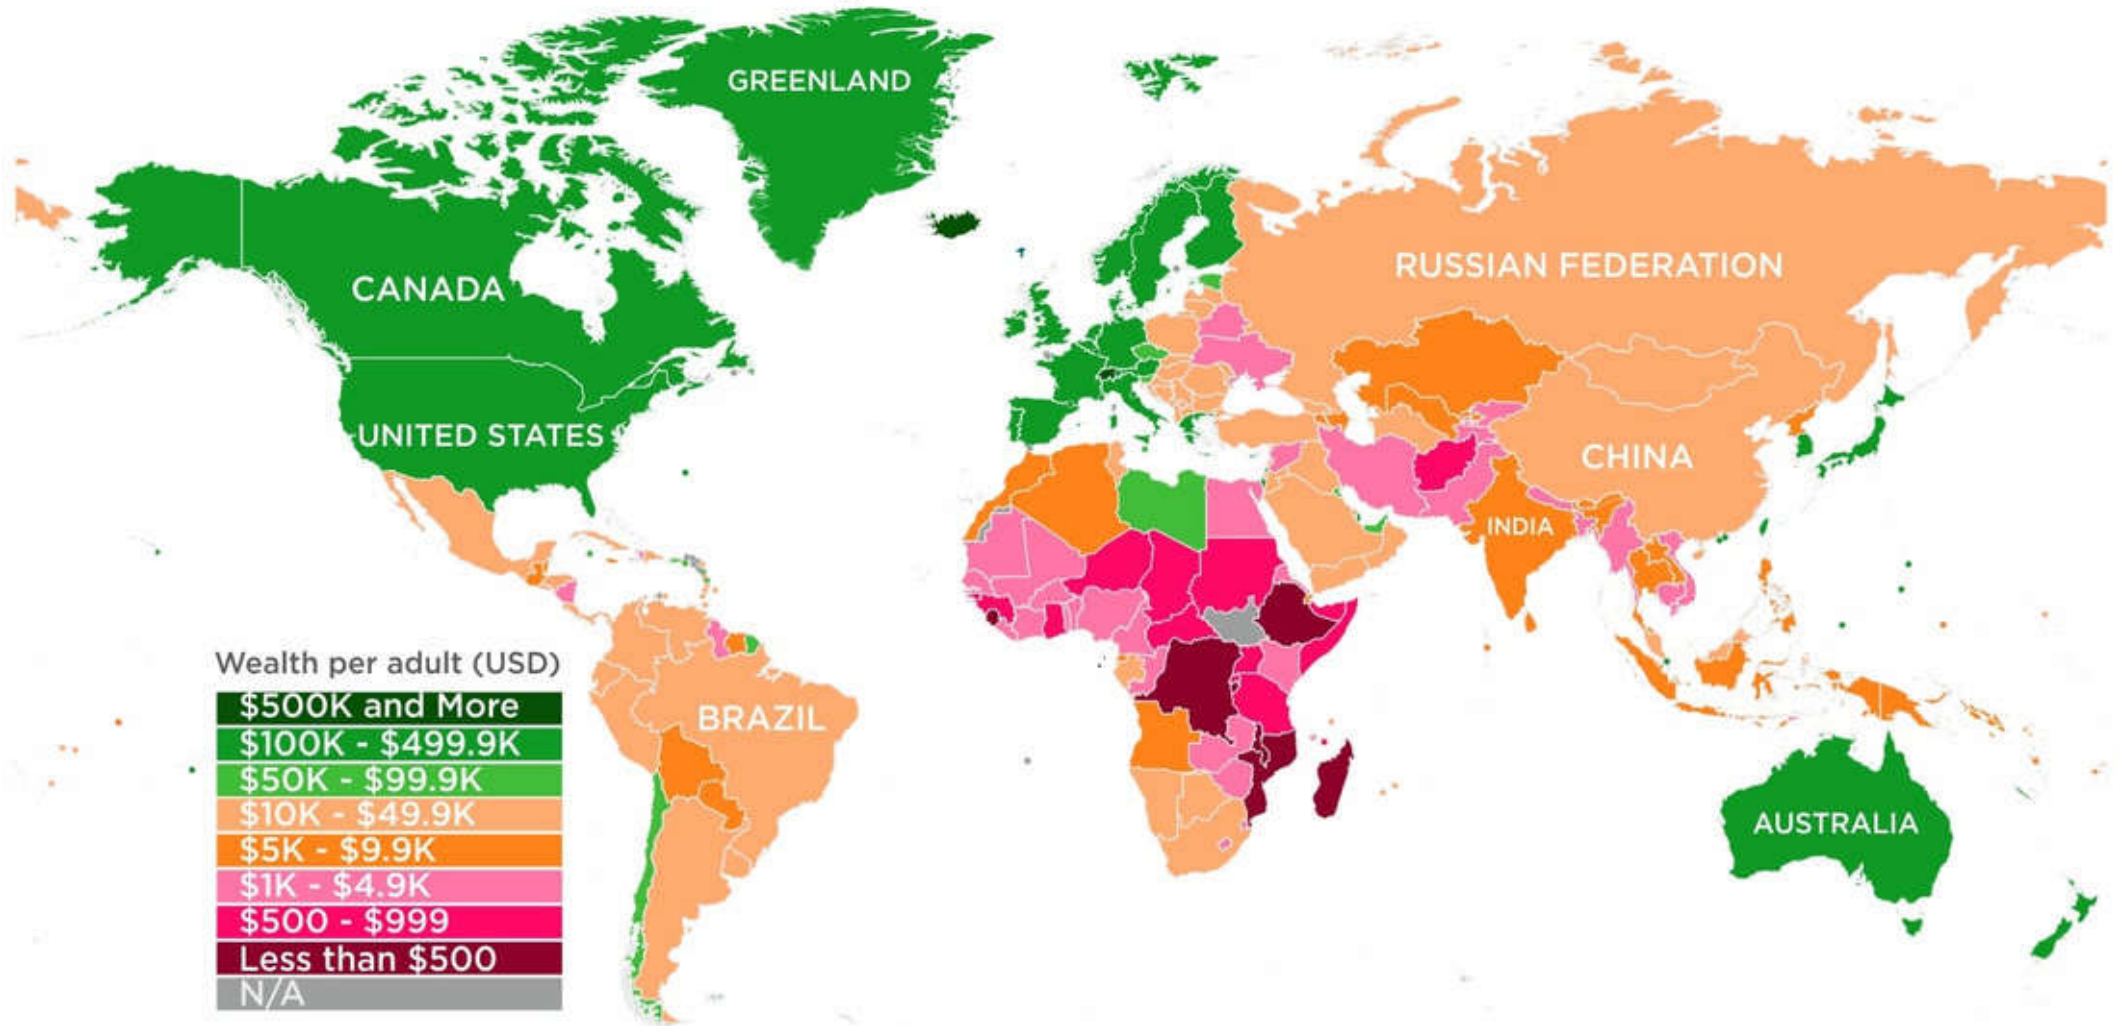 GREENLAND
CANADA
RUSSIAN FEDERATION
UNITED STATES
CHINA
INDIA
BRAZIL
AUSTRALIA
Wealth per adult (USD)
$500K and More
$100K - $499.9K
$50K - $99.9K
$10K - $49.9K
$5K - $9.9K
$1K - $4.9K
$500 - $999
Less than $500
N/A